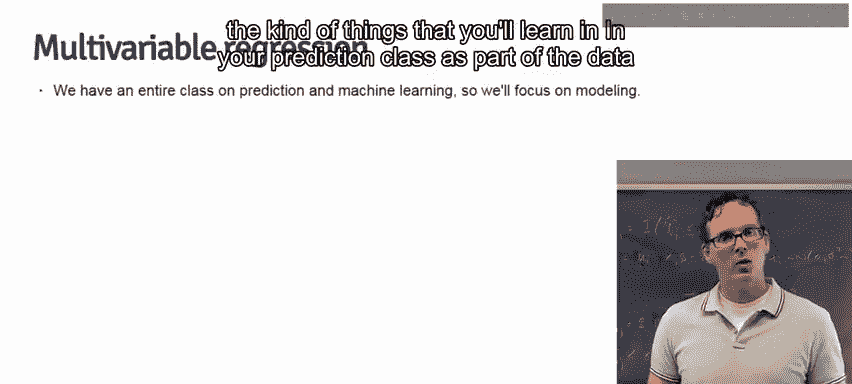 the kind of things that you'll learn in In
Multivariable regression
your prediction class as part of the data
· We have an entire class on prediction and machine learning, so we'll focus on modeling.